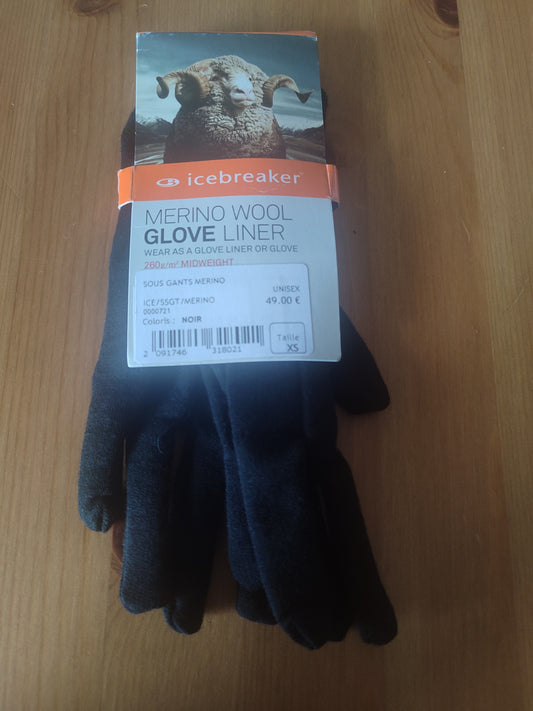 icebreaker™
MERINO WOOL
GLOVE LINER
WEAR AS A GLOVE LINER OR GLOVE
260g/m² MIDWEIGHT
SOUS GANTS MERINO
UNISEX
ICE/SSGT/MERINO 49.00 €
0000721
Coloris : NOIR
Taille
XS
2 091746 318021